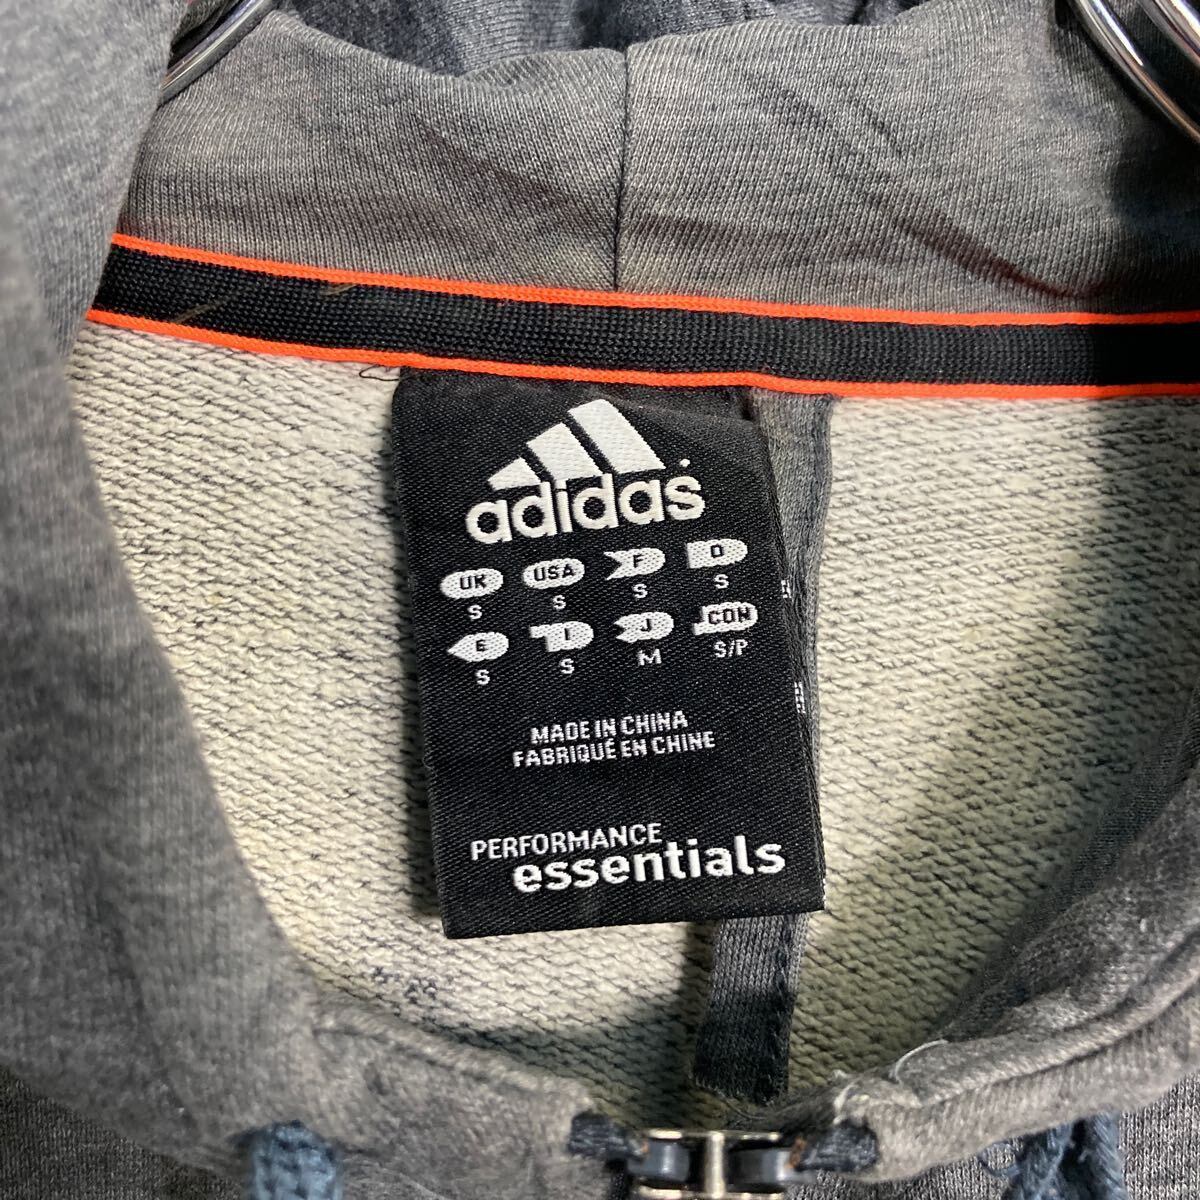 adidas
UK USA F D
S S S S
E I J CON
S S M S/P
MADE IN CHINA
FABRIQUÉ EN CHINE
PERFORMANCE
essentials